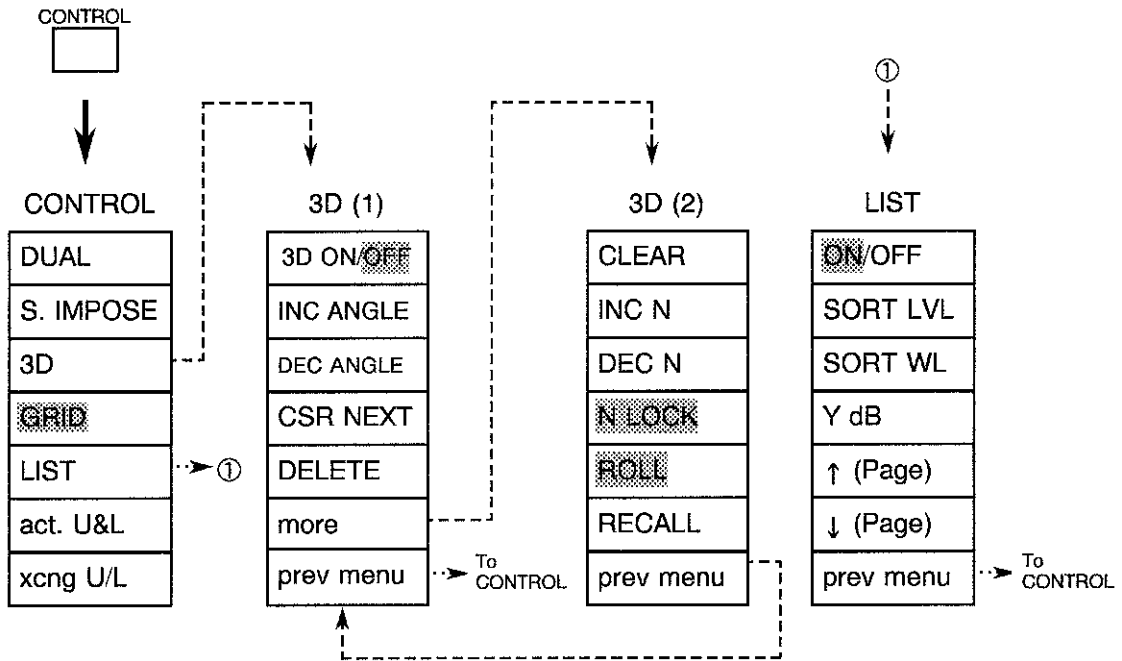 CONTROL
①
CONTROL
DUAL
S. IMPOSE
3D
GRID
LIST
①
act. U&L
xcng U/L
3D (1)
3D ON/OFF
INC ANGLE
DEC ANGLE
CSR NEXT
DELETE
more
prev menu
To
CONTROL
3D (2)
CLEAR
INC N
DEC N
N LOCK
ROLL
RECALL
prev menu
LIST
ON/OFF
SORT LVL
SORT WL
Y dB
↑ (Page)
↓ (Page)
prev menu
To
CONTROL